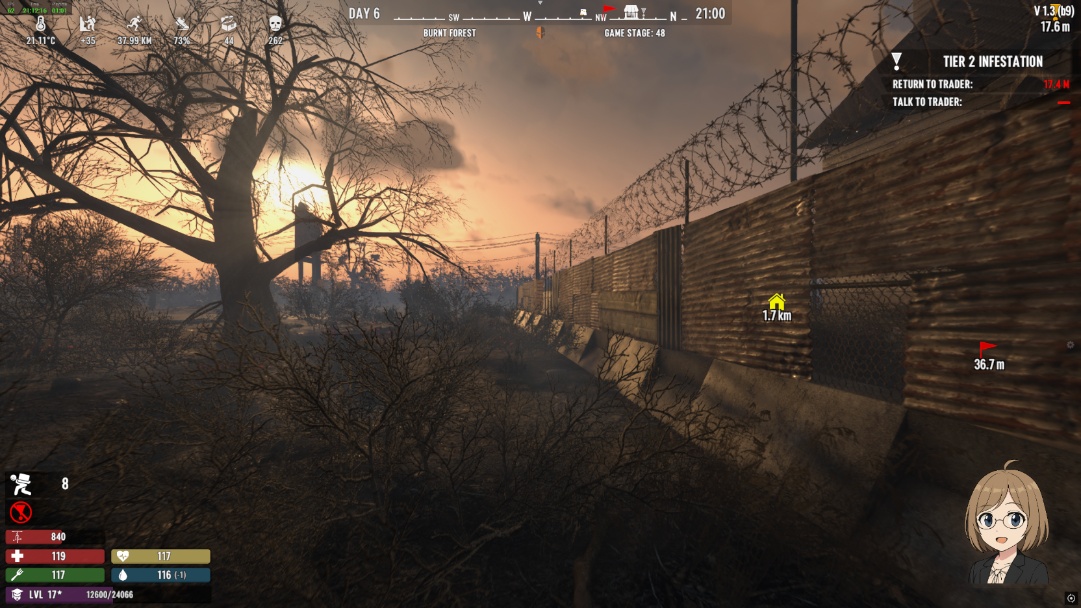 DAY 6
SW
W
NW
N
21:00
BURNT FOREST
GAME STAGE: 48
V 1.3 (b9)
17.6 m
21.11°C
+35
37.99 KM
73%
44
262
TIER 2 INFESTATION
RETURN TO TRADER:
17.4 M
TALK TO TRADER:
1.7 km
36.7 m
8
840
119
117
117
116 (-1)
LVL 17*
12600/24066